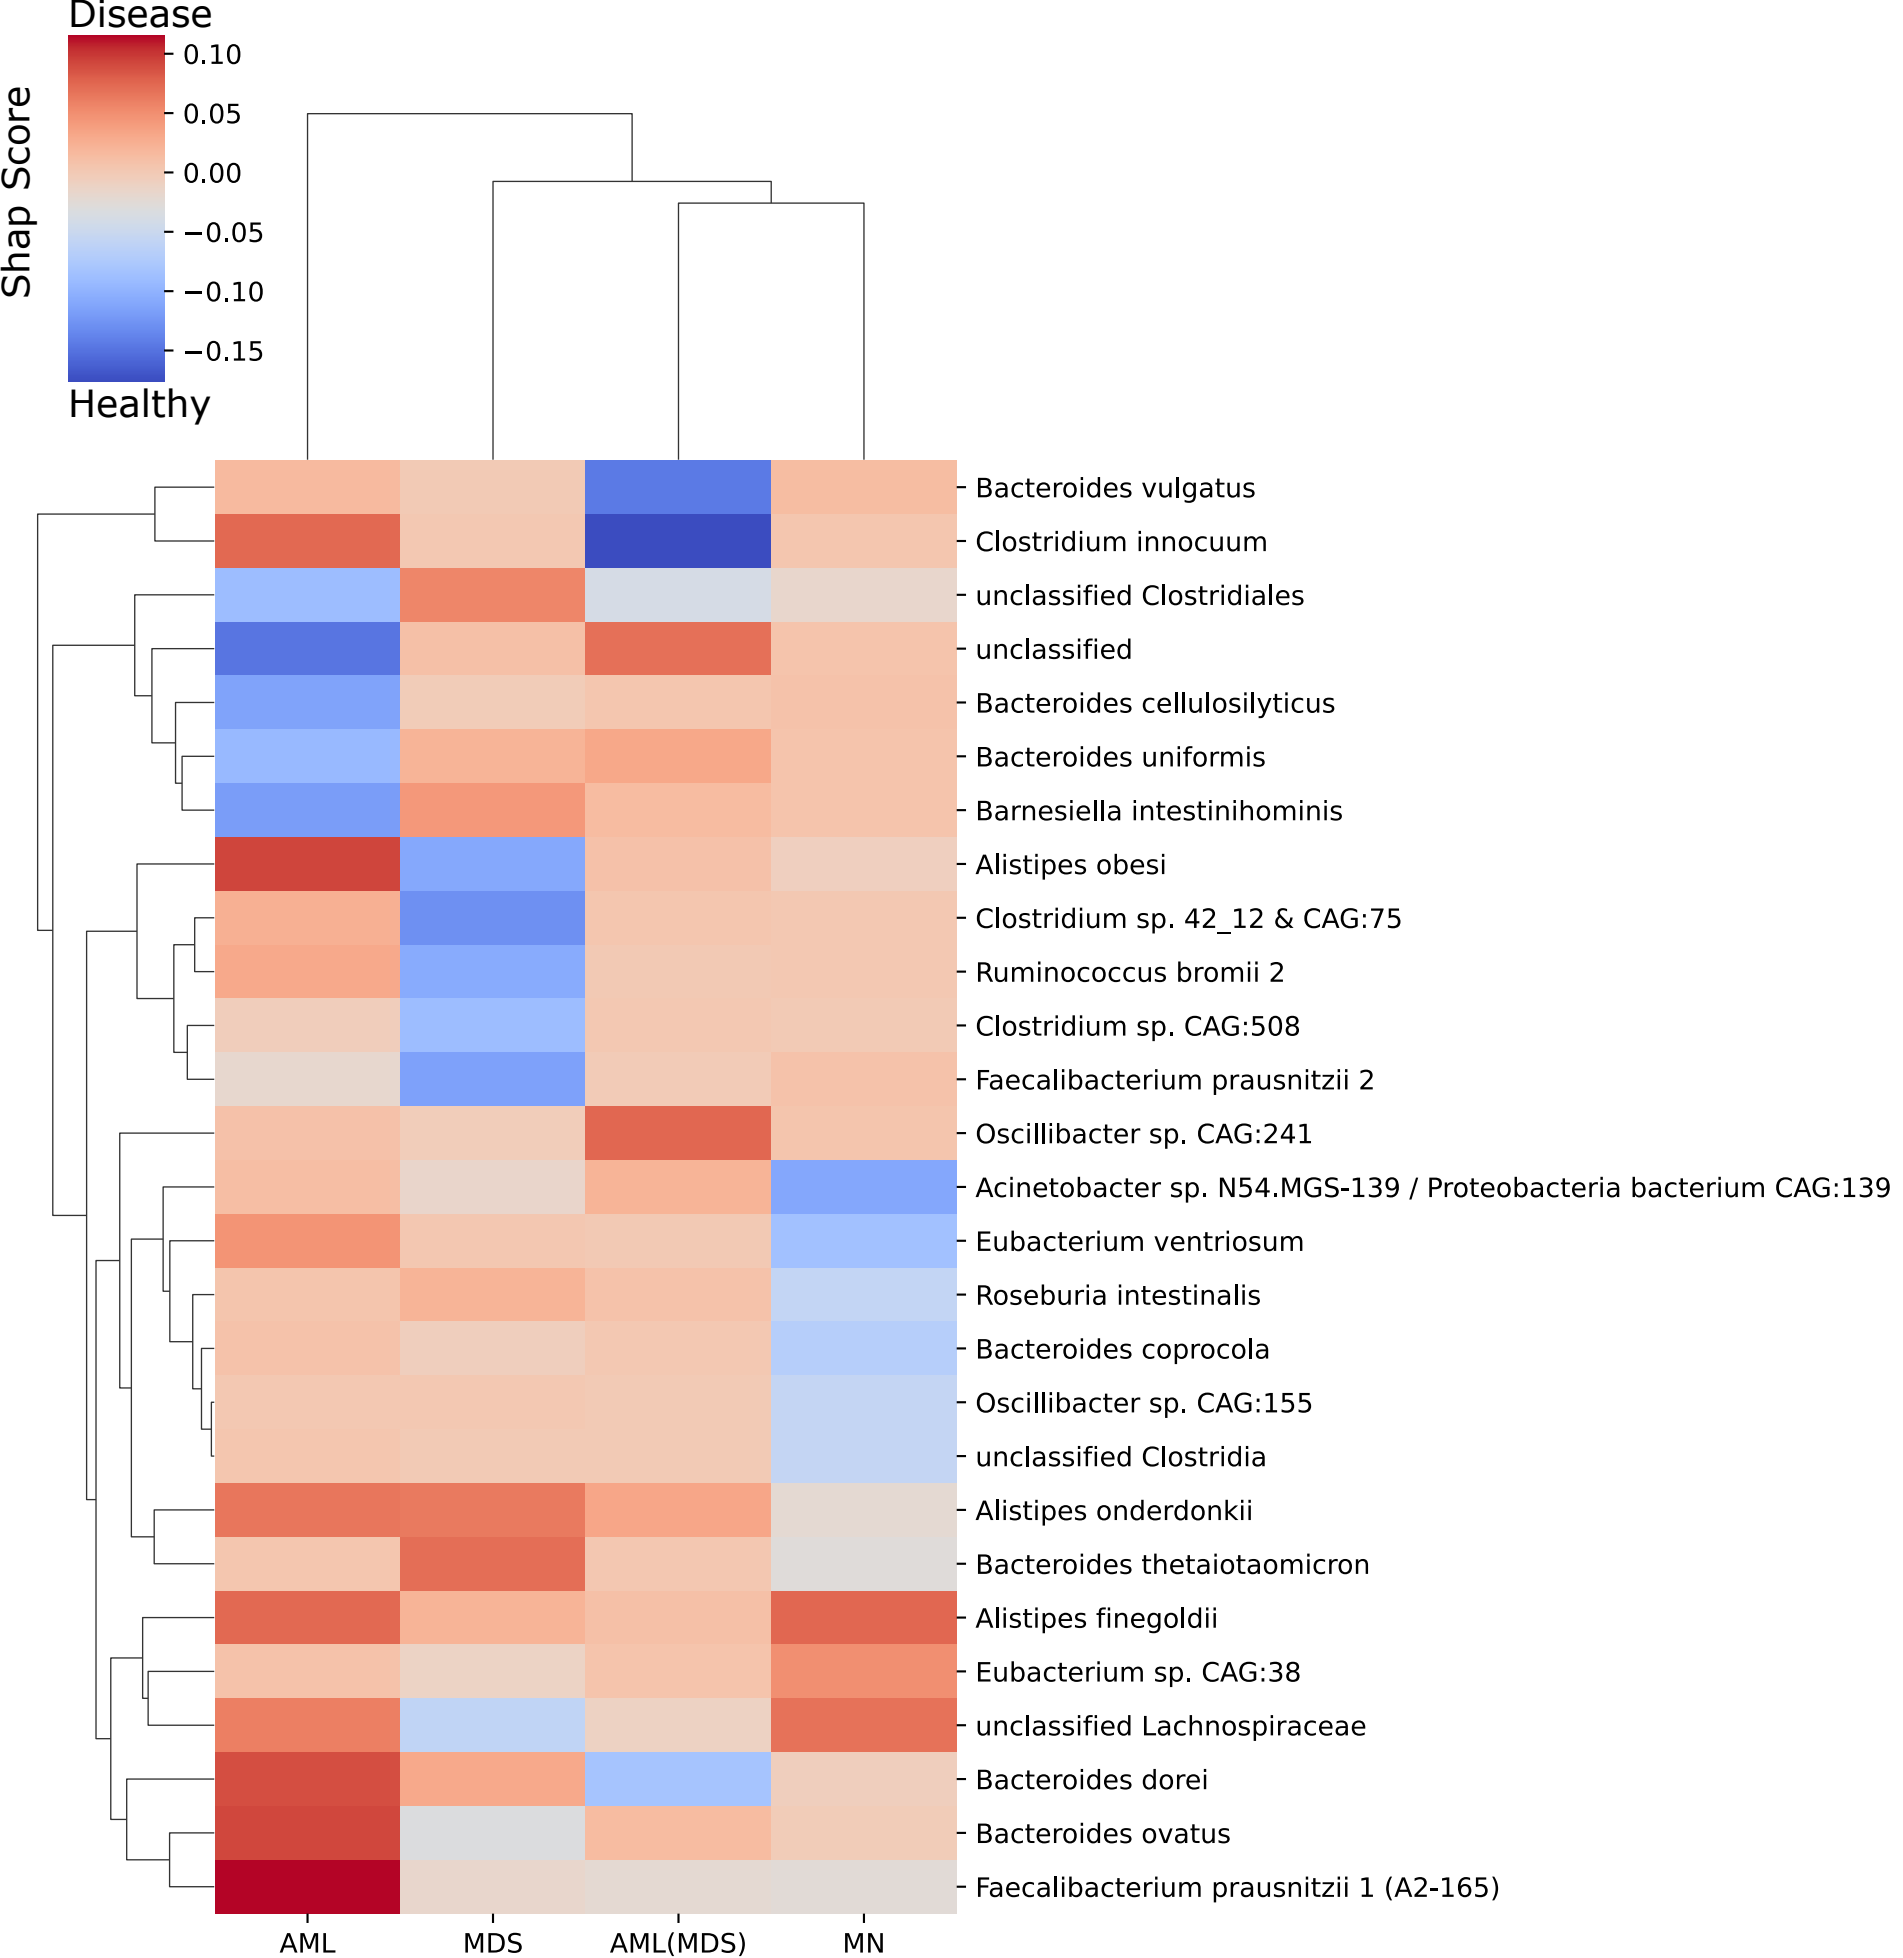 Disease
Shap Score
0.10
0.05
0.00
−0.05
−0.10
−0.15
Healthy
Bacteroides vulgatus
Clostridium innocuum
unclassified Clostridiales
unclassified
Bacteroides cellulosilyticus
Bacteroides uniformis
Barnesiella intestinihominis
Alistipes obesi
Clostridium sp. 42_12 & CAG:75
Ruminococcus bromii 2
Clostridium sp. CAG:508
Faecalibacterium prausnitzii 2
Oscillibacter sp. CAG:241
Acinetobacter sp. N54.MGS-139 / Proteobacteria bacterium CAG:139
Eubacterium ventriosum
Roseburia intestinalis
Bacteroides coprocola
Oscillibacter sp. CAG:155
unclassified Clostridia
Alistipes onderdonkii
Bacteroides thetaiotaomicron
Alistipes finegoldii
Eubacterium sp. CAG:38
unclassified Lachnospiraceae
Bacteroides dorei
Bacteroides ovatus
Faecalibacterium prausnitzii 1 (A2-165)
AML MDS AML(MDS) MN